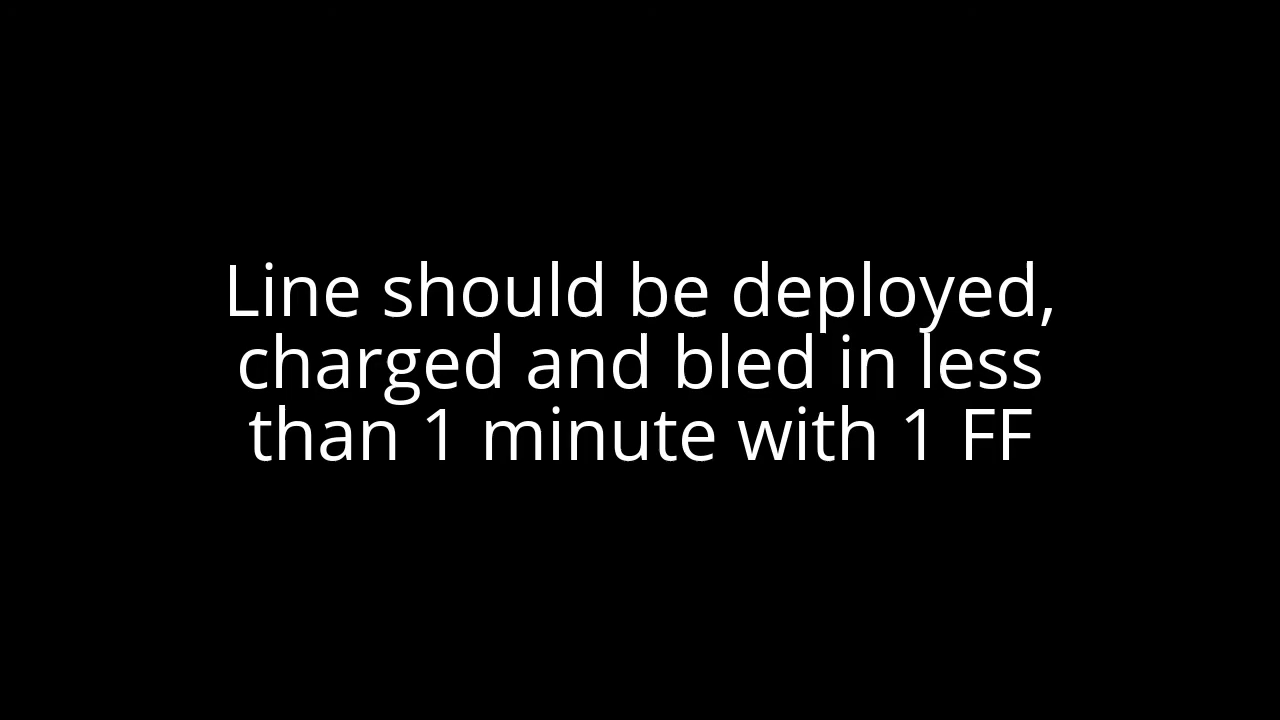 Line should be deployed,
charged and bled in less
than 1 minute with 1 FF